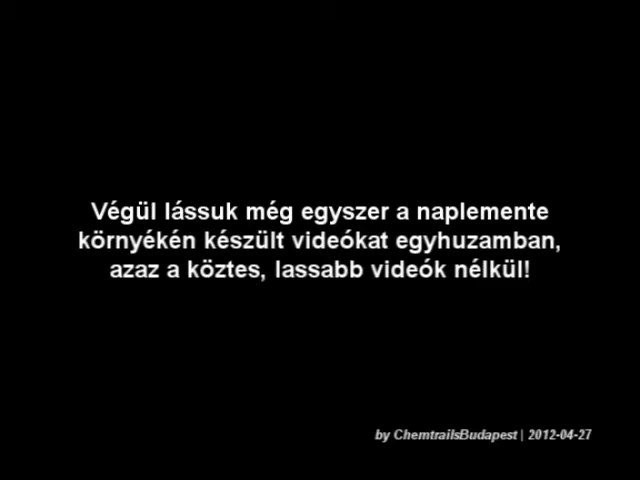 Végül lássuk még egyszer a naplemente
környékén készült videókat egyhuzamban,
azaz a köztes, lassabb videók nélkül!
by ChemtrailsBudapest | 2012-04-27